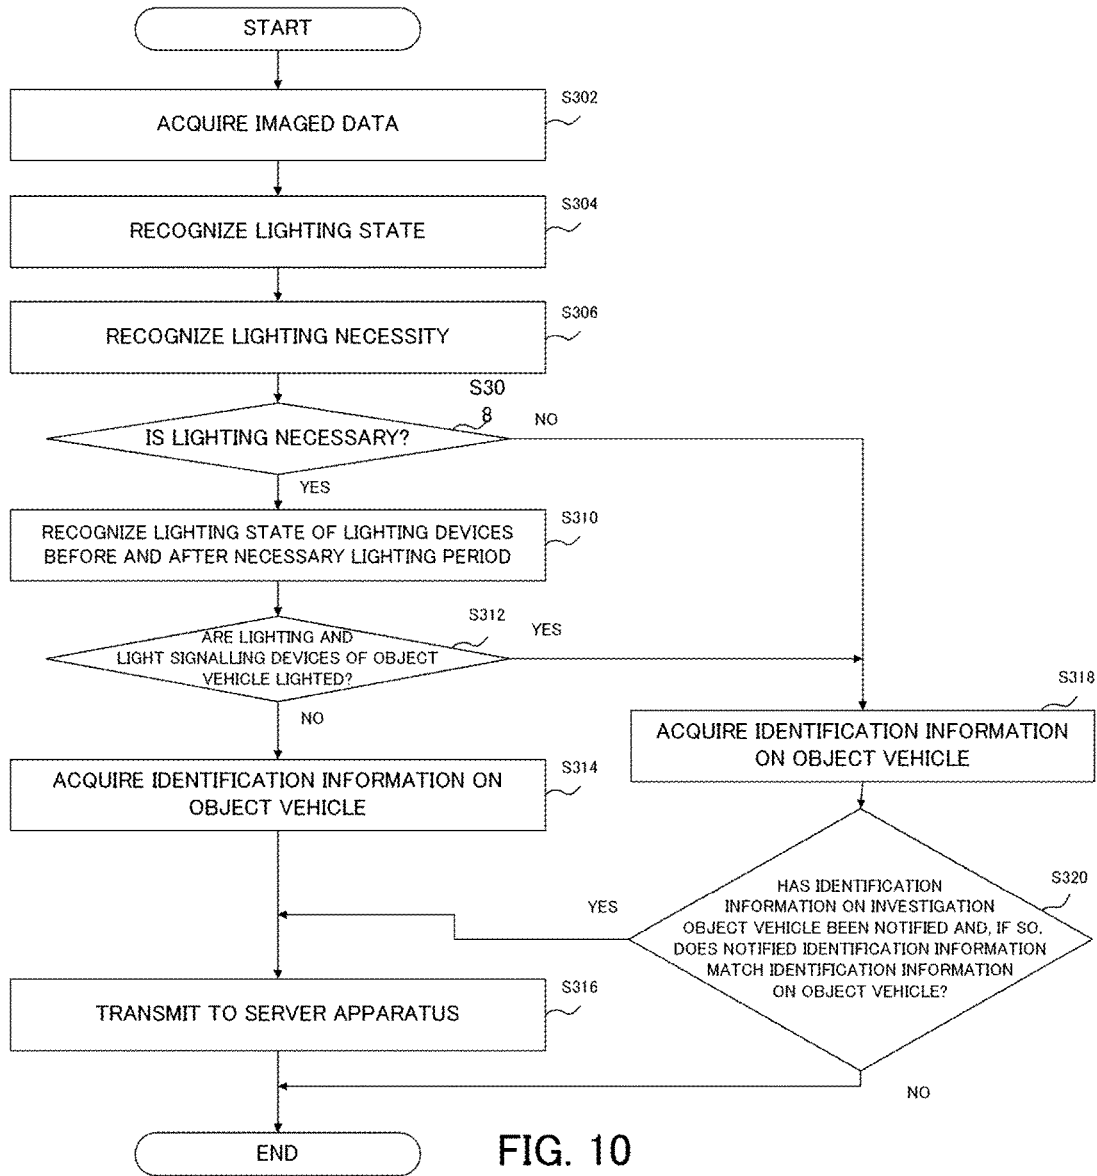 START
S302
ACQUIRE IMAGED DATA
S304
RECOGNIZE LIGHTING STATE
S306
RECOGNIZE LIGHTING NECESSITY
S30
8
IS LIGHTING NECESSARY?
NO
YES
S310
RECOGNIZE LIGHTING STATE OF LIGHTING DEVICES
BEFORE AND AFTER NECESSARY LIGHTING PERIOD
S312
ARE LIGHTING AND
LIGHT SIGNALLING DEVICES OF OBJECT
VEHICLE LIGHTED?
YES
NO
S314
ACQUIRE IDENTIFICATION INFORMATION ON
OBJECT VEHICLE
S318
ACQUIRE IDENTIFICATION INFORMATION
ON OBJECT VEHICLE
S320
HAS IDENTIFICATION
INFORMATION ON INVESTIGATION
OBJECT VEHICLE BEEN NOTIFIED AND, IF SO,
DOES NOTIFIED IDENTIFICATION INFORMATION
MATCH IDENTIFICATION INFORMATION
ON OBJECT VEHICLE?
YES
NO
S316
TRANSMIT TO SERVER APPARATUS
END
FIG. 10